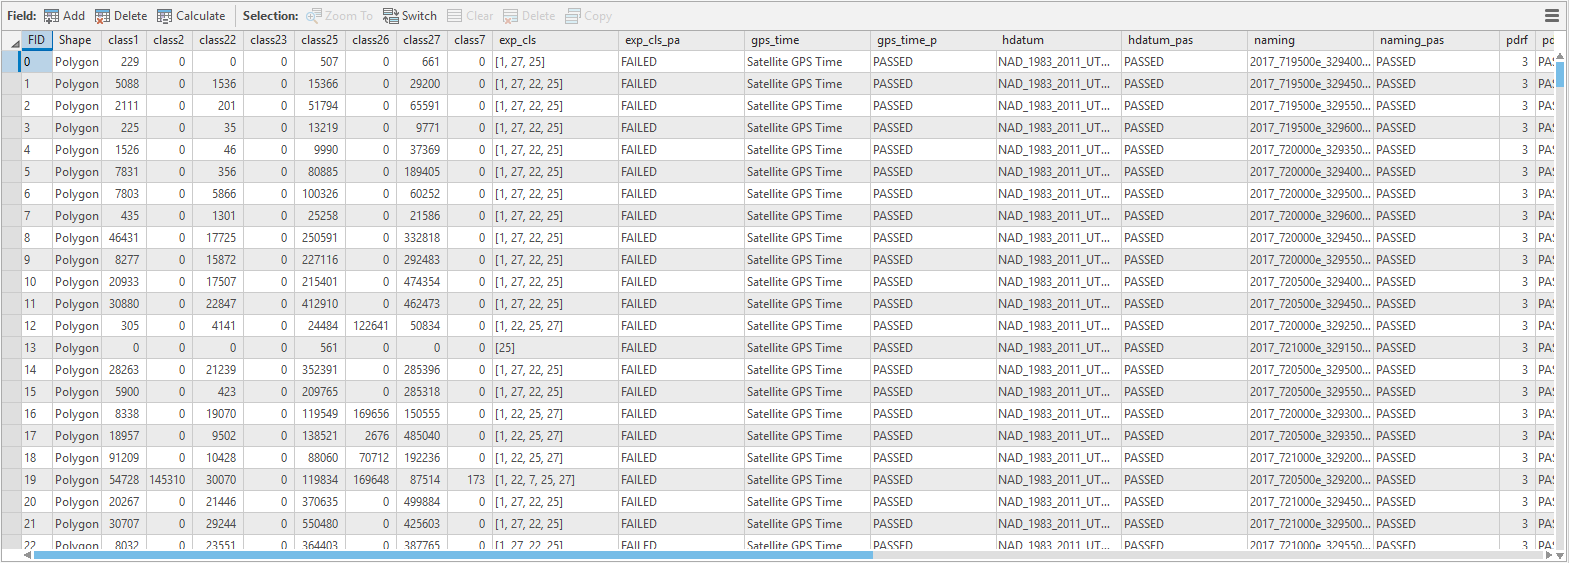 Field: Add Delete Calculate Selection: Zoom To Switch Clear Delete Copy
FID Shape class1 class2 class22 class23 class25 class26 class27 class7 exp_cls exp_cls_pa gps_time gps_time_p hdatum hdatum_pas naming naming_pas pdrf pc
0 Polygon 229 0 0 0 507 0 661 0 [1, 27, 25] FAILED Satellite GPS Time PASSED NAD_1983_2011_UT... PASSED 2017_719500e_329400... PASSED 3 PAS
1 Polygon 5088 0 1536 0 15366 0 29200 0 [1, 27, 22, 25] FAILED Satellite GPS Time PASSED NAD_1983_2011_UT... PASSED 2017_719500e_329450... PASSED 3 PAS
2 Polygon 2111 0 201 0 51794 0 65591 0 [1, 27, 22, 25] FAILED Satellite GPS Time PASSED NAD_1983_2011_UT... PASSED 2017_719500e_329550... PASSED 3 PAS
3 Polygon 225 0 35 0 13219 0 9771 0 [1, 27, 22, 25] FAILED Satellite GPS Time PASSED NAD_1983_2011_UT... PASSED 2017_719500e_329600... PASSED 3 PAS
4 Polygon 1526 0 46 0 9990 0 37369 0 [1, 27, 22, 25] FAILED Satellite GPS Time PASSED NAD_1983_2011_UT... PASSED 2017_720000e_329350... PASSED 3 PAS
5 Polygon 7831 0 356 0 80885 0 189405 0 [1, 27, 22, 25] FAILED Satellite GPS Time PASSED NAD_1983_2011_UT... PASSED 2017_720000e_329400... PASSED 3 PAS
6 Polygon 7803 0 5866 0 100326 0 60252 0 [1, 27, 22, 25] FAILED Satellite GPS Time PASSED NAD_1983_2011_UT... PASSED 2017_720000e_329500... PASSED 3 PAS
7 Polygon 435 0 1301 0 25258 0 21586 0 [1, 27, 22, 25] FAILED Satellite GPS Time PASSED NAD_1983_2011_UT... PASSED 2017_720000e_329600... PASSED 3 PAS
8 Polygon 46431 0 17725 0 250591 0 332818 0 [1, 27, 22, 25] FAILED Satellite GPS Time PASSED NAD_1983_2011_UT... PASSED 2017_720000e_329450... PASSED 3 PAS
9 Polygon 8277 0 15872 0 227116 0 292483 0 [1, 27, 22, 25] FAILED Satellite GPS Time PASSED NAD_1983_2011_UT... PASSED 2017_720000e_329550... PASSED 3 PAS
10 Polygon 20933 0 17507 0 215401 0 474354 0 [1, 27, 22, 25] FAILED Satellite GPS Time PASSED NAD_1983_2011_UT... PASSED 2017_720500e_329400... PASSED 3 PAS
11 Polygon 30880 0 22847 0 412910 0 462473 0 [1, 27, 22, 25] FAILED Satellite GPS Time PASSED NAD_1983_2011_UT... PASSED 2017_720500e_329450... PASSED 3 PAS
12 Polygon 305 0 4141 0 24484 122641 50834 0 [1, 22, 25, 27] FAILED Satellite GPS Time PASSED NAD_1983_2011_UT... PASSED 2017_720000e_329250... PASSED 3 PAS
13 Polygon 0 0 0 0 561 0 0 0 [25] FAILED Satellite GPS Time PASSED NAD_1983_2011_UT... PASSED 2017_721000e_329150... PASSED 3 PAS
14 Polygon 28263 0 21239 0 352391 0 285396 0 [1, 27, 22, 25] FAILED Satellite GPS Time PASSED NAD_1983_2011_UT... PASSED 2017_720500e_329500... PASSED 3 PAS
15 Polygon 5900 0 423 0 209765 0 285318 0 [1, 27, 22, 25] FAILED Satellite GPS Time PASSED NAD_1983_2011_UT... PASSED 2017_720500e_329550... PASSED 3 PAS
16 Polygon 8338 0 19070 0 119549 169656 150555 0 [1, 22, 25, 27] FAILED Satellite GPS Time PASSED NAD_1983_2011_UT... PASSED 2017_720000e_329300... PASSED 3 PAS
17 Polygon 18957 0 9502 0 138521 2676 485040 0 [1, 22, 25, 27] FAILED Satellite GPS Time PASSED NAD_1983_2011_UT... PASSED 2017_720500e_329350... PASSED 3 PAS
18 Polygon 91209 0 10428 0 88060 70712 192236 0 [1, 22, 25, 27] FAILED Satellite GPS Time PASSED NAD_1983_2011_UT... PASSED 2017_721000e_329200... PASSED 3 PAS
19 Polygon 54728 145310 30070 0 119834 169648 87514 173 [1, 22, 7, 25, 27] FAILED Satellite GPS Time PASSED NAD_1983_2011_UT... PASSED 2017_720500e_329200... PASSED 3 PAS
20 Polygon 20267 0 21446 0 370635 0 499884 0 [1, 27, 22, 25] FAILED Satellite GPS Time PASSED NAD_1983_2011_UT... PASSED 2017_721000e_329450... PASSED 3 PAS
21 Polygon 30707 0 29244 0 550480 0 425603 0 [1, 27, 22, 25] FAILED Satellite GPS Time PASSED NAD_1983_2011_UT... PASSED 2017_721000e_329500... PASSED 3 PAS
22 Polygon 8032 0 23551 0 364403 0 387765 0 [1, 27, 22, 25] FAILED Satellite GPS Time PASSED NAD_1983_2011_UT... PASSED 2017_721000e_329550... PASSED 3 PAS